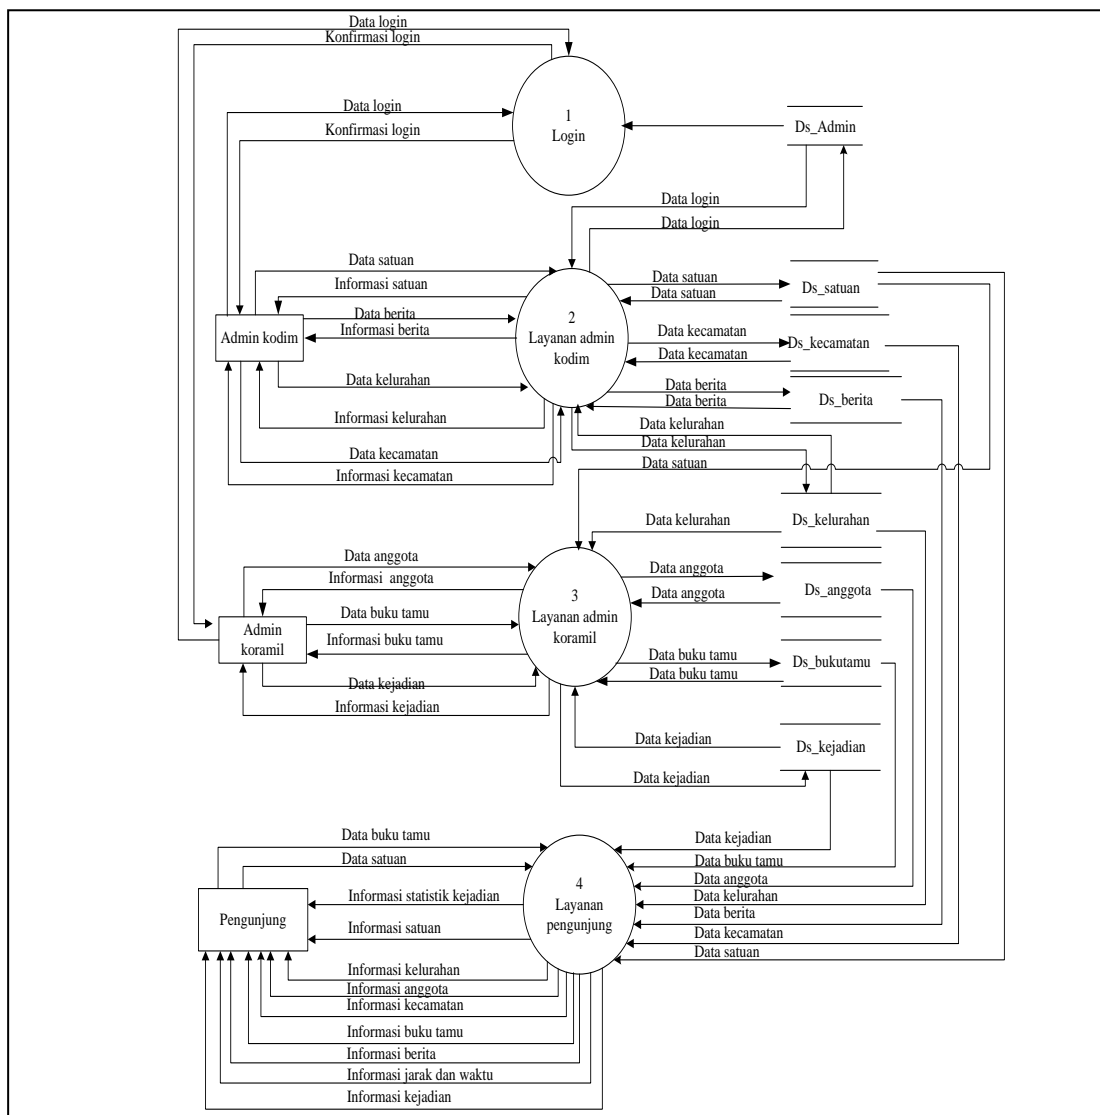 Data login
Konfirmasi login
Data login
Konfirmasi login
1
Login
Ds_Admin
Data login
Data login
Data satuan
Informasi satuan
Data berita
Informasi berita
Admin kodim
Data kelurahan
Informasi kelurahan
Data kecamatan
Informasi kecamatan
2
Layanan admin
kodim
Data satuan
Data satuan
Ds_satuan
Data kecamatan
Data kecamatan
Ds_kecamatan
Data berita
Data berita
Ds_berita
Data kelurahan
Data kelurahan
Data satuan
Data kelurahan
Ds_kelurahan
Data anggota
Informasi anggota
Data buku tamu
Informasi buku tamu
Admin
koramil
Data kejadian
Informasi kejadian
3
Layanan admin
koramil
Data anggota
Data anggota
Ds_anggota
Data buku tamu
Data buku tamu
Ds_bukutamu
Data kejadian
Ds_kejadian
Data kejadian
Data buku tamu
Data satuan
Informasi statistik kejadian
Pengunjung
Informasi satuan
4
Layanan
pengunjung
Data kejadian
Data buku tamu
Data anggota
Data kelurahan
Data berita
Data kecamatan
Data satuan
Informasi kelurahan
Informasi anggota
Informasi kecamatan
Informasi buku tamu
Informasi berita
Informasi jarak dan waktu
Informasi kejadian